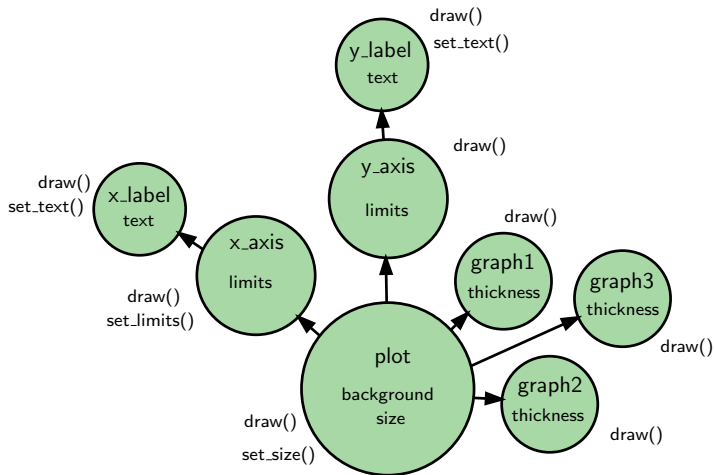 draw()
set_text()
y_label
text
draw()
y_axis
limits
draw()
set_text()
x_label
text
x_axis
limits
draw()
set_limits()
draw()
graph1
thickness
graph3
thickness
draw()
plot
background
size
draw()
set_size()
graph2
thickness
draw()